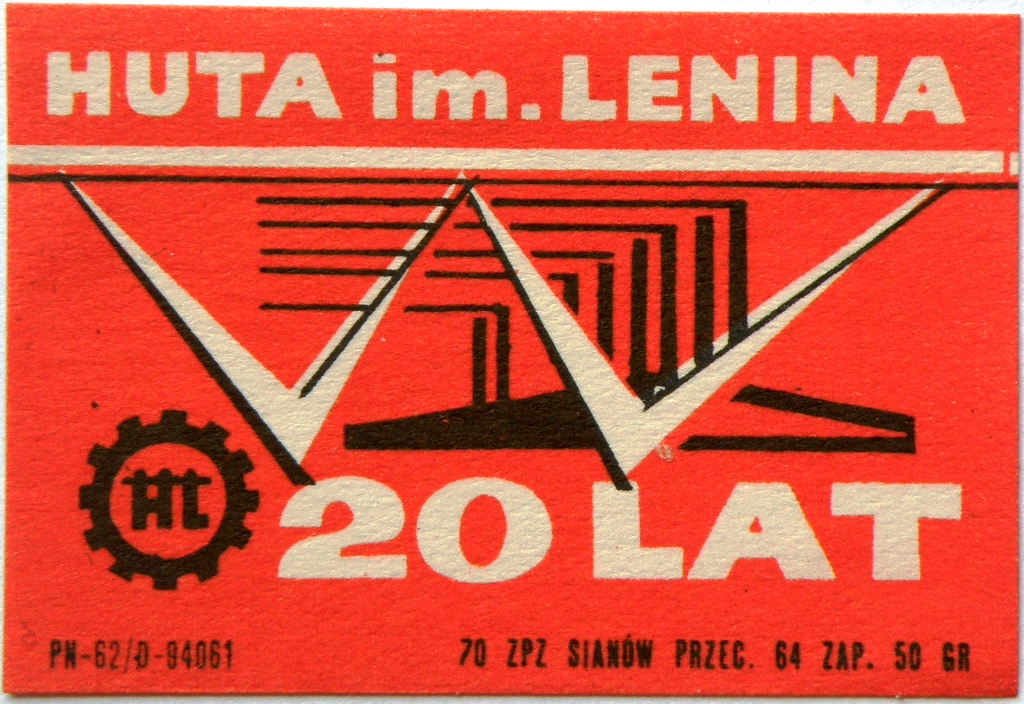 HUTA im. LENINA
HL
20 LAT
PN-62/D-94061
70 ZPZ SIANÓW PRZEC. 64 ZAP. 50 GR